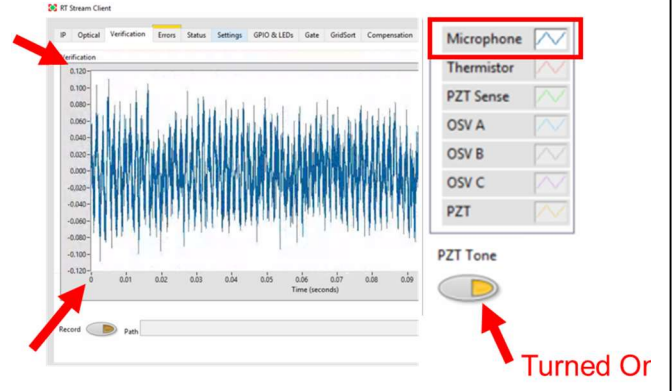 RT Stream Client
IP Optical Verification Errors Status Settings GPIO & LEDs Gate GridSort Compensation
Verification
0.120
0.100
0.080
0.060
0.040
0.020
0.000
-0.020
-0.040
-0.060
-0.080
-0.100
-0.120
0 0.01 0.02 0.03 0.04 0.05 0.06 0.07 0.08 0.09
Time (seconds)
Record Path
Microphone
Thermistor
PZT Sense
OSV A
OSV B
OSV C
PZT
PZT Tone
Turned Or